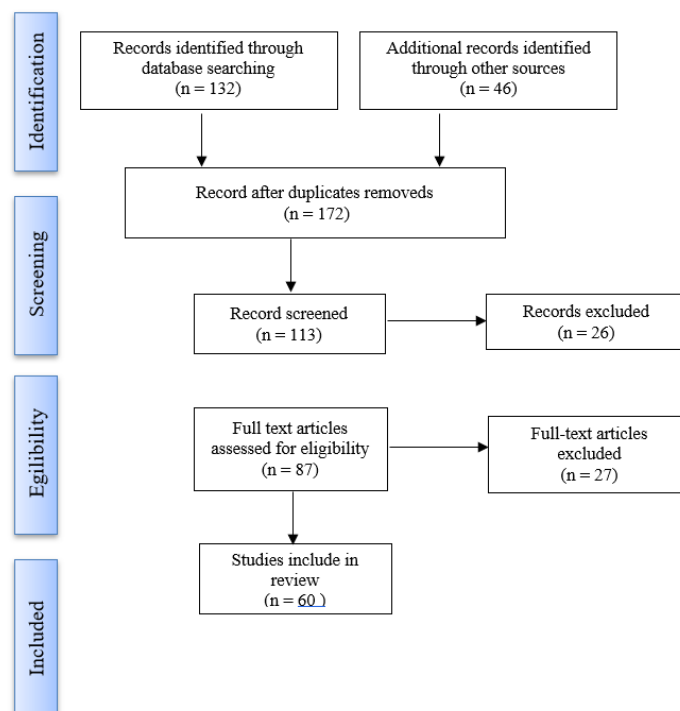 Identification
Records identified through
database searching
(n = 132)
Additional records identified
through other sources
(n = 46)
Record after duplicates removeds
(n = 172)
Screening
Record screened
(n = 113)
Records excluded
(n = 26)
Egilibility
Full text articles
assessed for eligibility
(n = 87)
Full-text articles
excluded
(n = 27)
Studies include in
review
(n = 60 )
Included